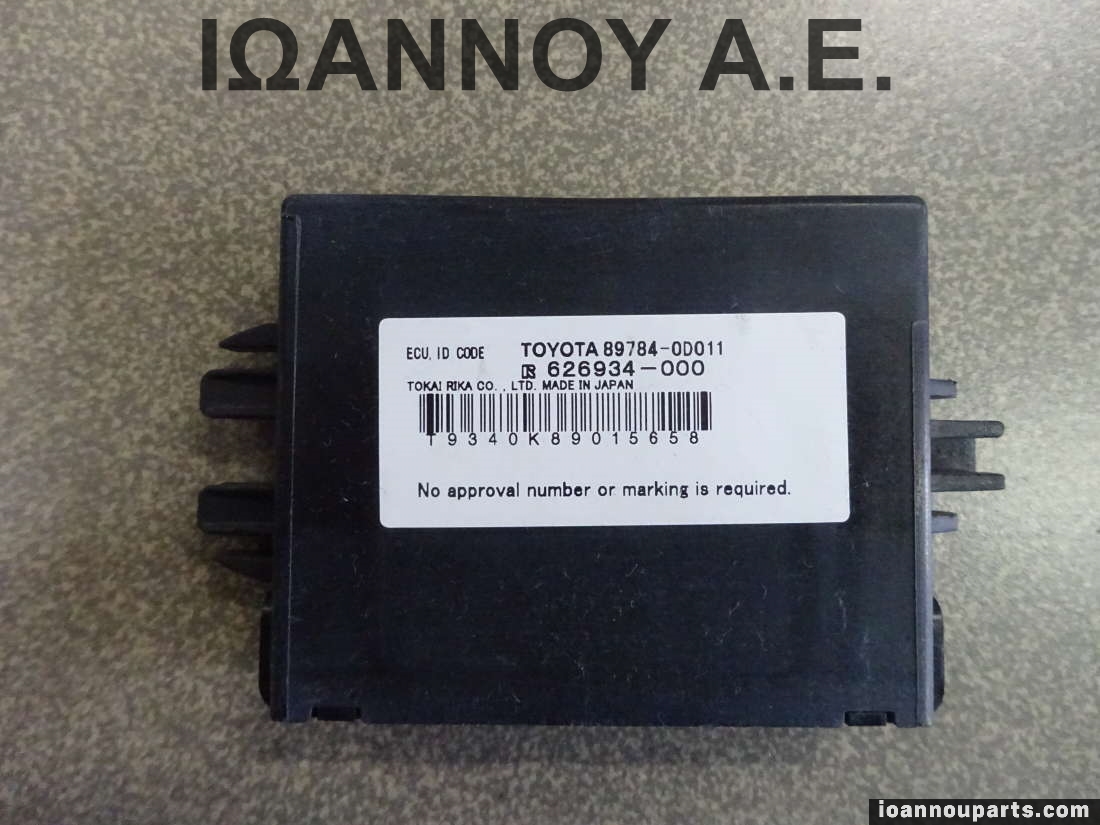 ΙΩΑΝΝΟΥ Α.Ε.
ECU, ID CODE TOYOTA 89784-0D011
R 626934-000
TOKAI RIKA CO., LTD. MADE IN JAPAN
T9340K89015658
No approval number or marking is required.
ioannouparts.com